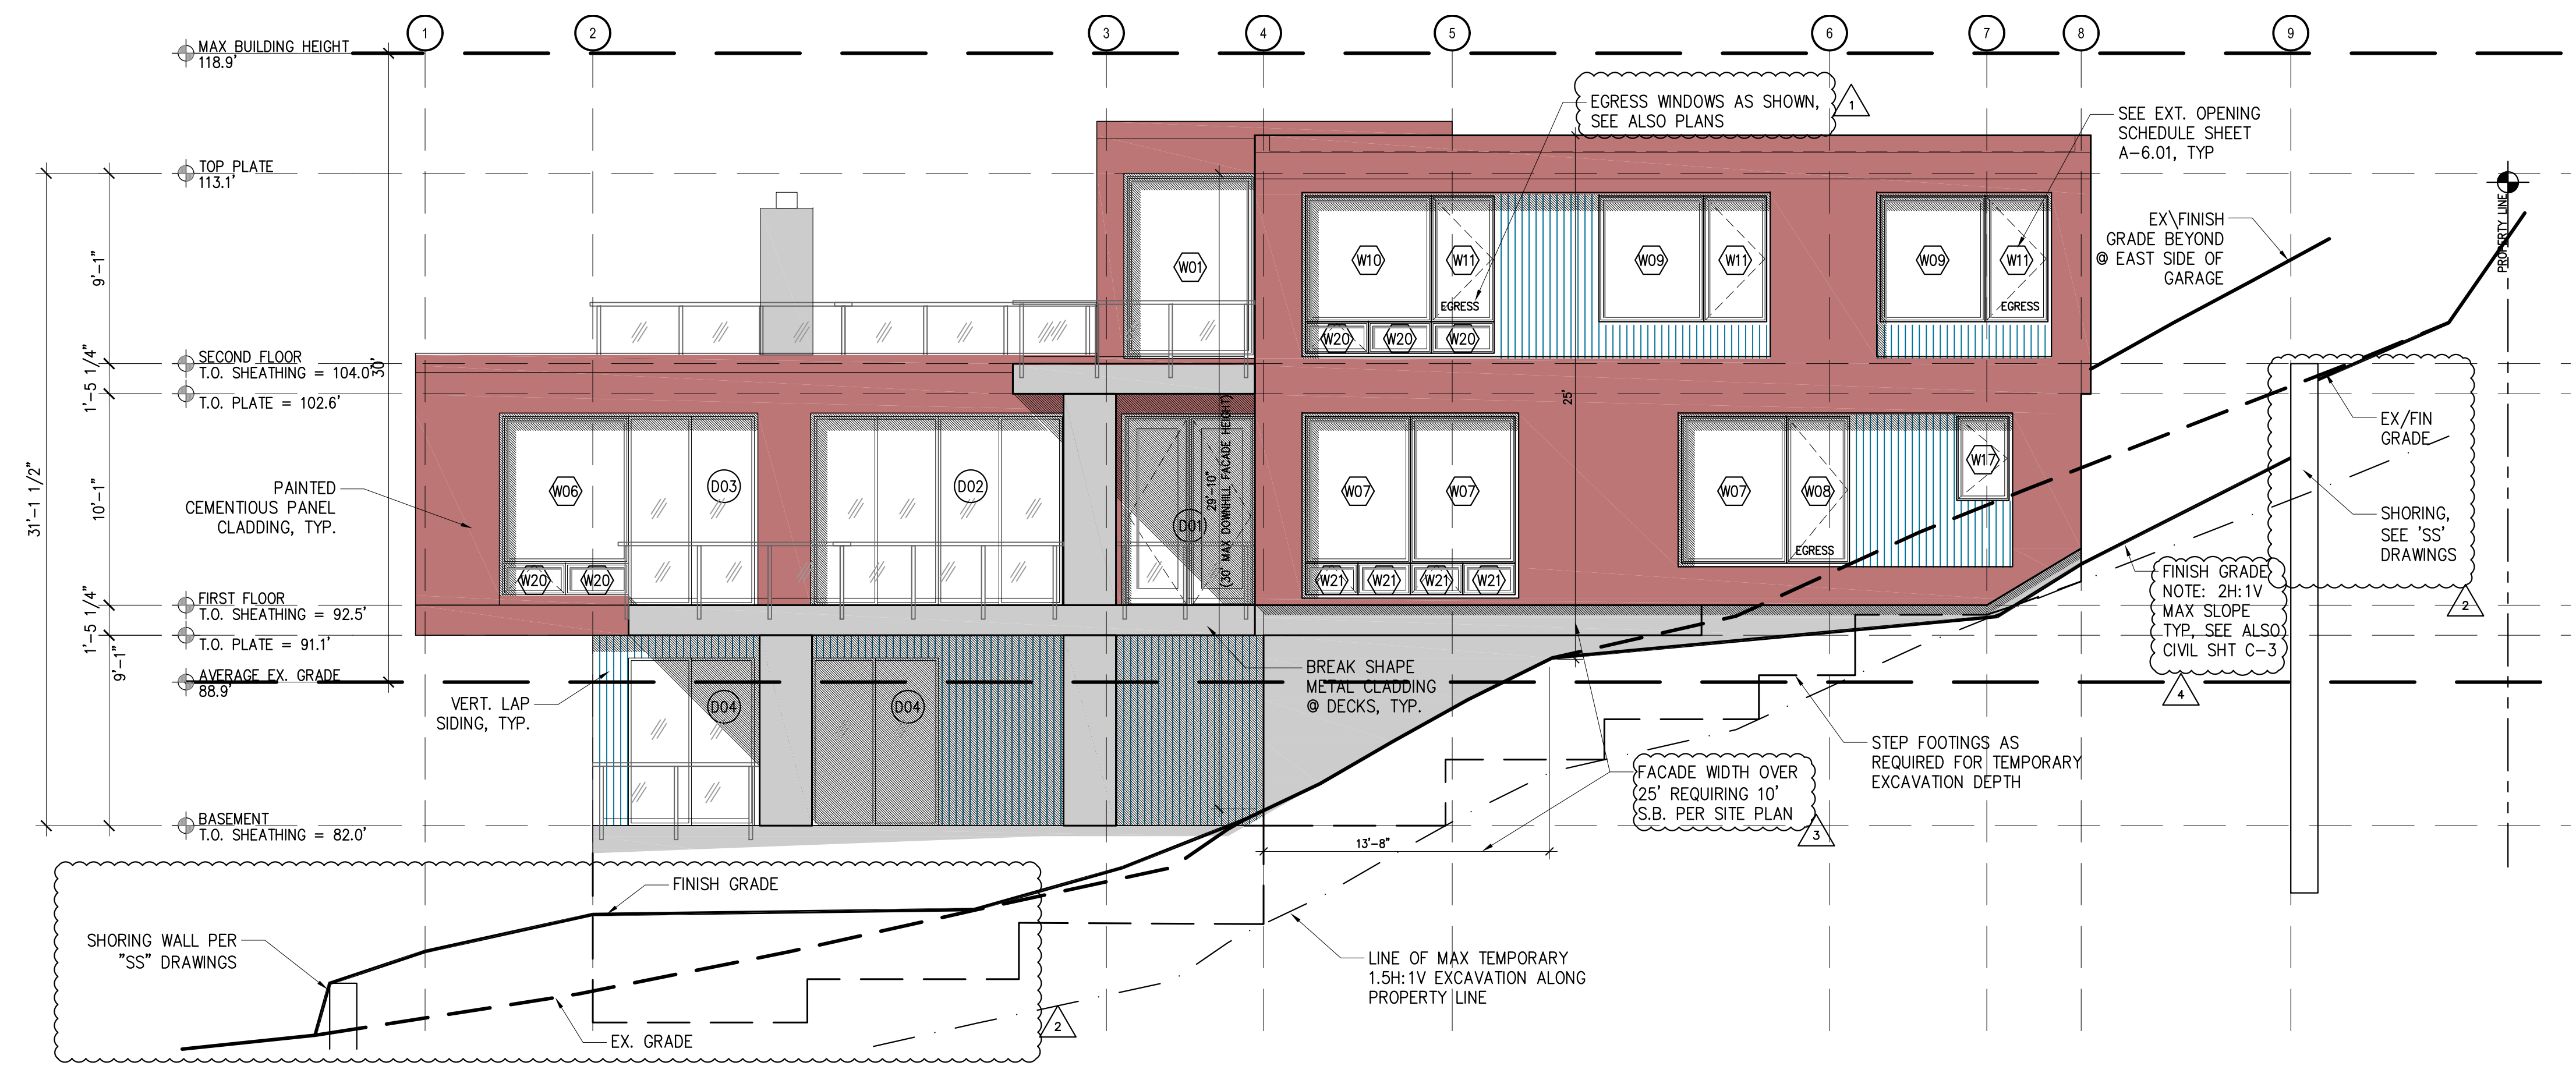 1
2
3
4
5
6
7
8
9
MAX BUILDING HEIGHT
118.9'
EGRESS WINDOWS AS SHOWN,
SEE ALSO PLANS
1
SEE EXT. OPENING
SCHEDULE SHEET
A-6.01, TYP
TOP PLATE
113.1'
PROPERTY LINE
EX\FINISH
GRADE BEYOND
@ EAST SIDE OF
GARAGE
W01
W10
W11
W09
W11
W09
W11
EGRESS
EGRESS
W20
W20
W20
9'-1"
SECOND FLOOR
T.O. SHEATHING = 104.0'
30'
1'-5 1/4"
T.O. PLATE = 102.6'
25'
EX/FIN
GRADE
31'-1 1/2"
10'-1"
PAINTED
CEMENTIOUS PANEL
CLADDING, TYP.
W06
D03
D02
D01
29'-10"
(30' MAX DOWNHILL FACADE HEIGHT)
W07
W07
W07
W08
W17
EGRESS
SHORING,
SEE 'SS'
DRAWINGS
2
W20
W20
W21
W21
W21
W21
FINISH GRADE
NOTE: 2H:1V
MAX SLOPE
TYP, SEE ALSO
CIVIL SHT C-3
4
FIRST FLOOR
T.O. SHEATHING = 92.5'
1'-5 1/4"
T.O. PLATE = 91.1'
9'-1"
AVERAGE EX. GRADE
88.9'
VERT. LAP
SIDING, TYP.
D04
D04
BREAK SHAPE
METAL CLADDING
@ DECKS, TYP.
STEP FOOTINGS AS
REQUIRED FOR TEMPORARY
EXCAVATION DEPTH
FACADE WIDTH OVER
25' REQUIRING 10'
S.B. PER SITE PLAN
3
BASEMENT
T.O. SHEATHING = 82.0'
13'-8"
FINISH GRADE
SHORING WALL PER
"SS" DRAWINGS
LINE OF MAX TEMPORARY
1.5H:1V EXCAVATION ALONG
PROPERTY LINE
2
EX. GRADE